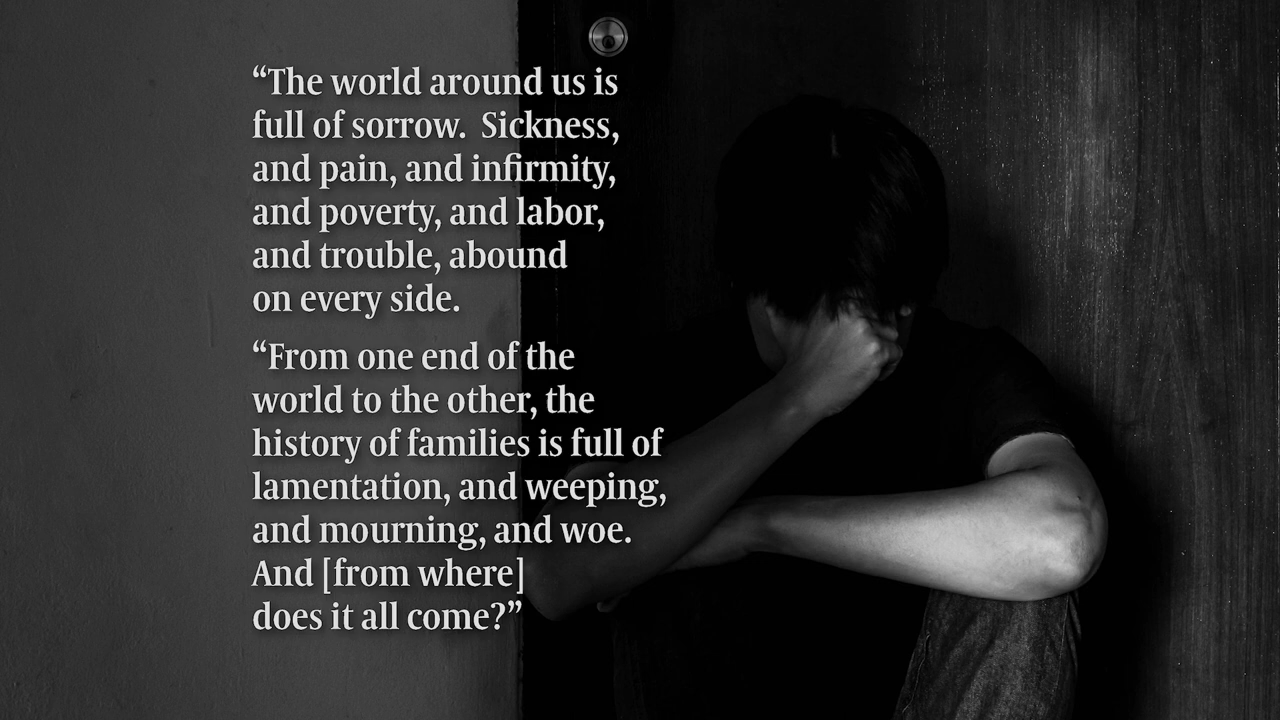 “The world around us is
full of sorrow.  Sickness,
and pain, and infirmity,
and poverty, and labor,
and trouble, abound
on every side.
“From one end of the
world to the other, the
history of families is full of
lamentation, and weeping,
and mourning, and woe.
And [from where]
does it all come?”